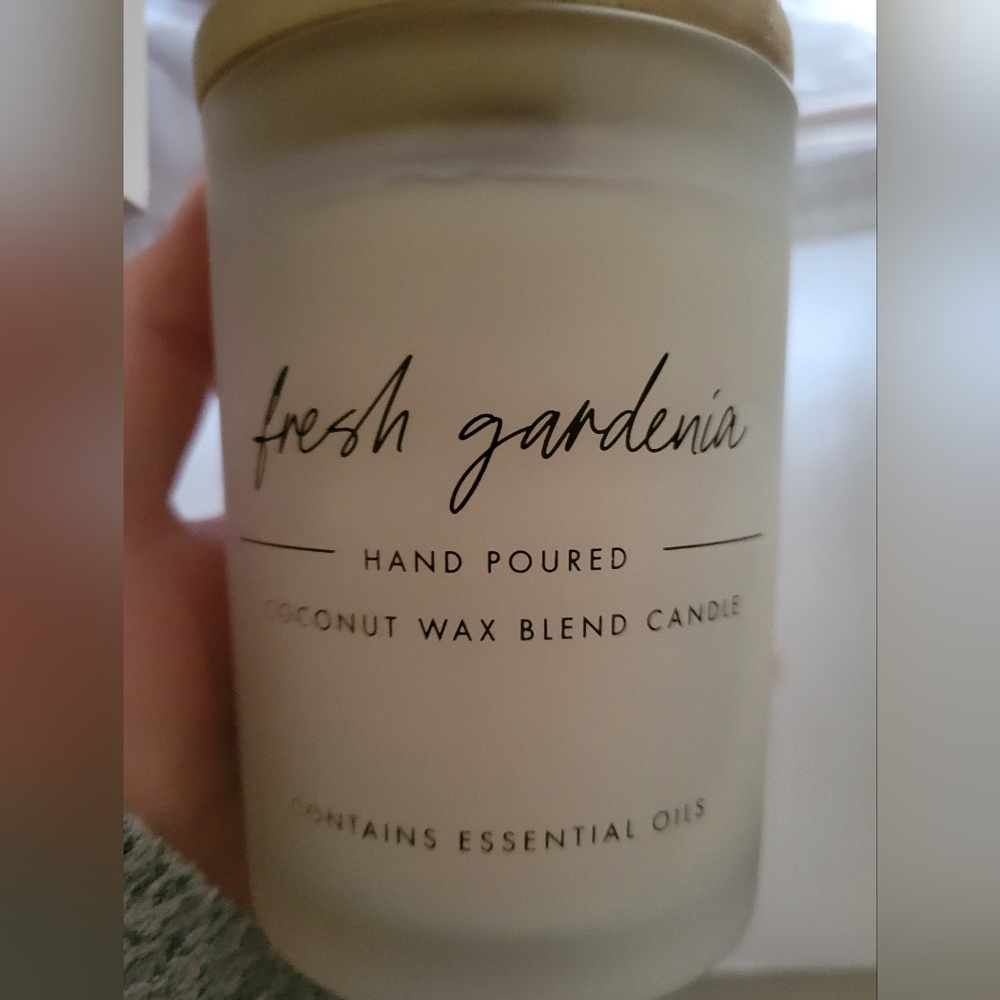 fresh gardenia
HAND POURED
COCONUT WAX BLEND CANDLE
CONTAINS ESSENTIAL OILS